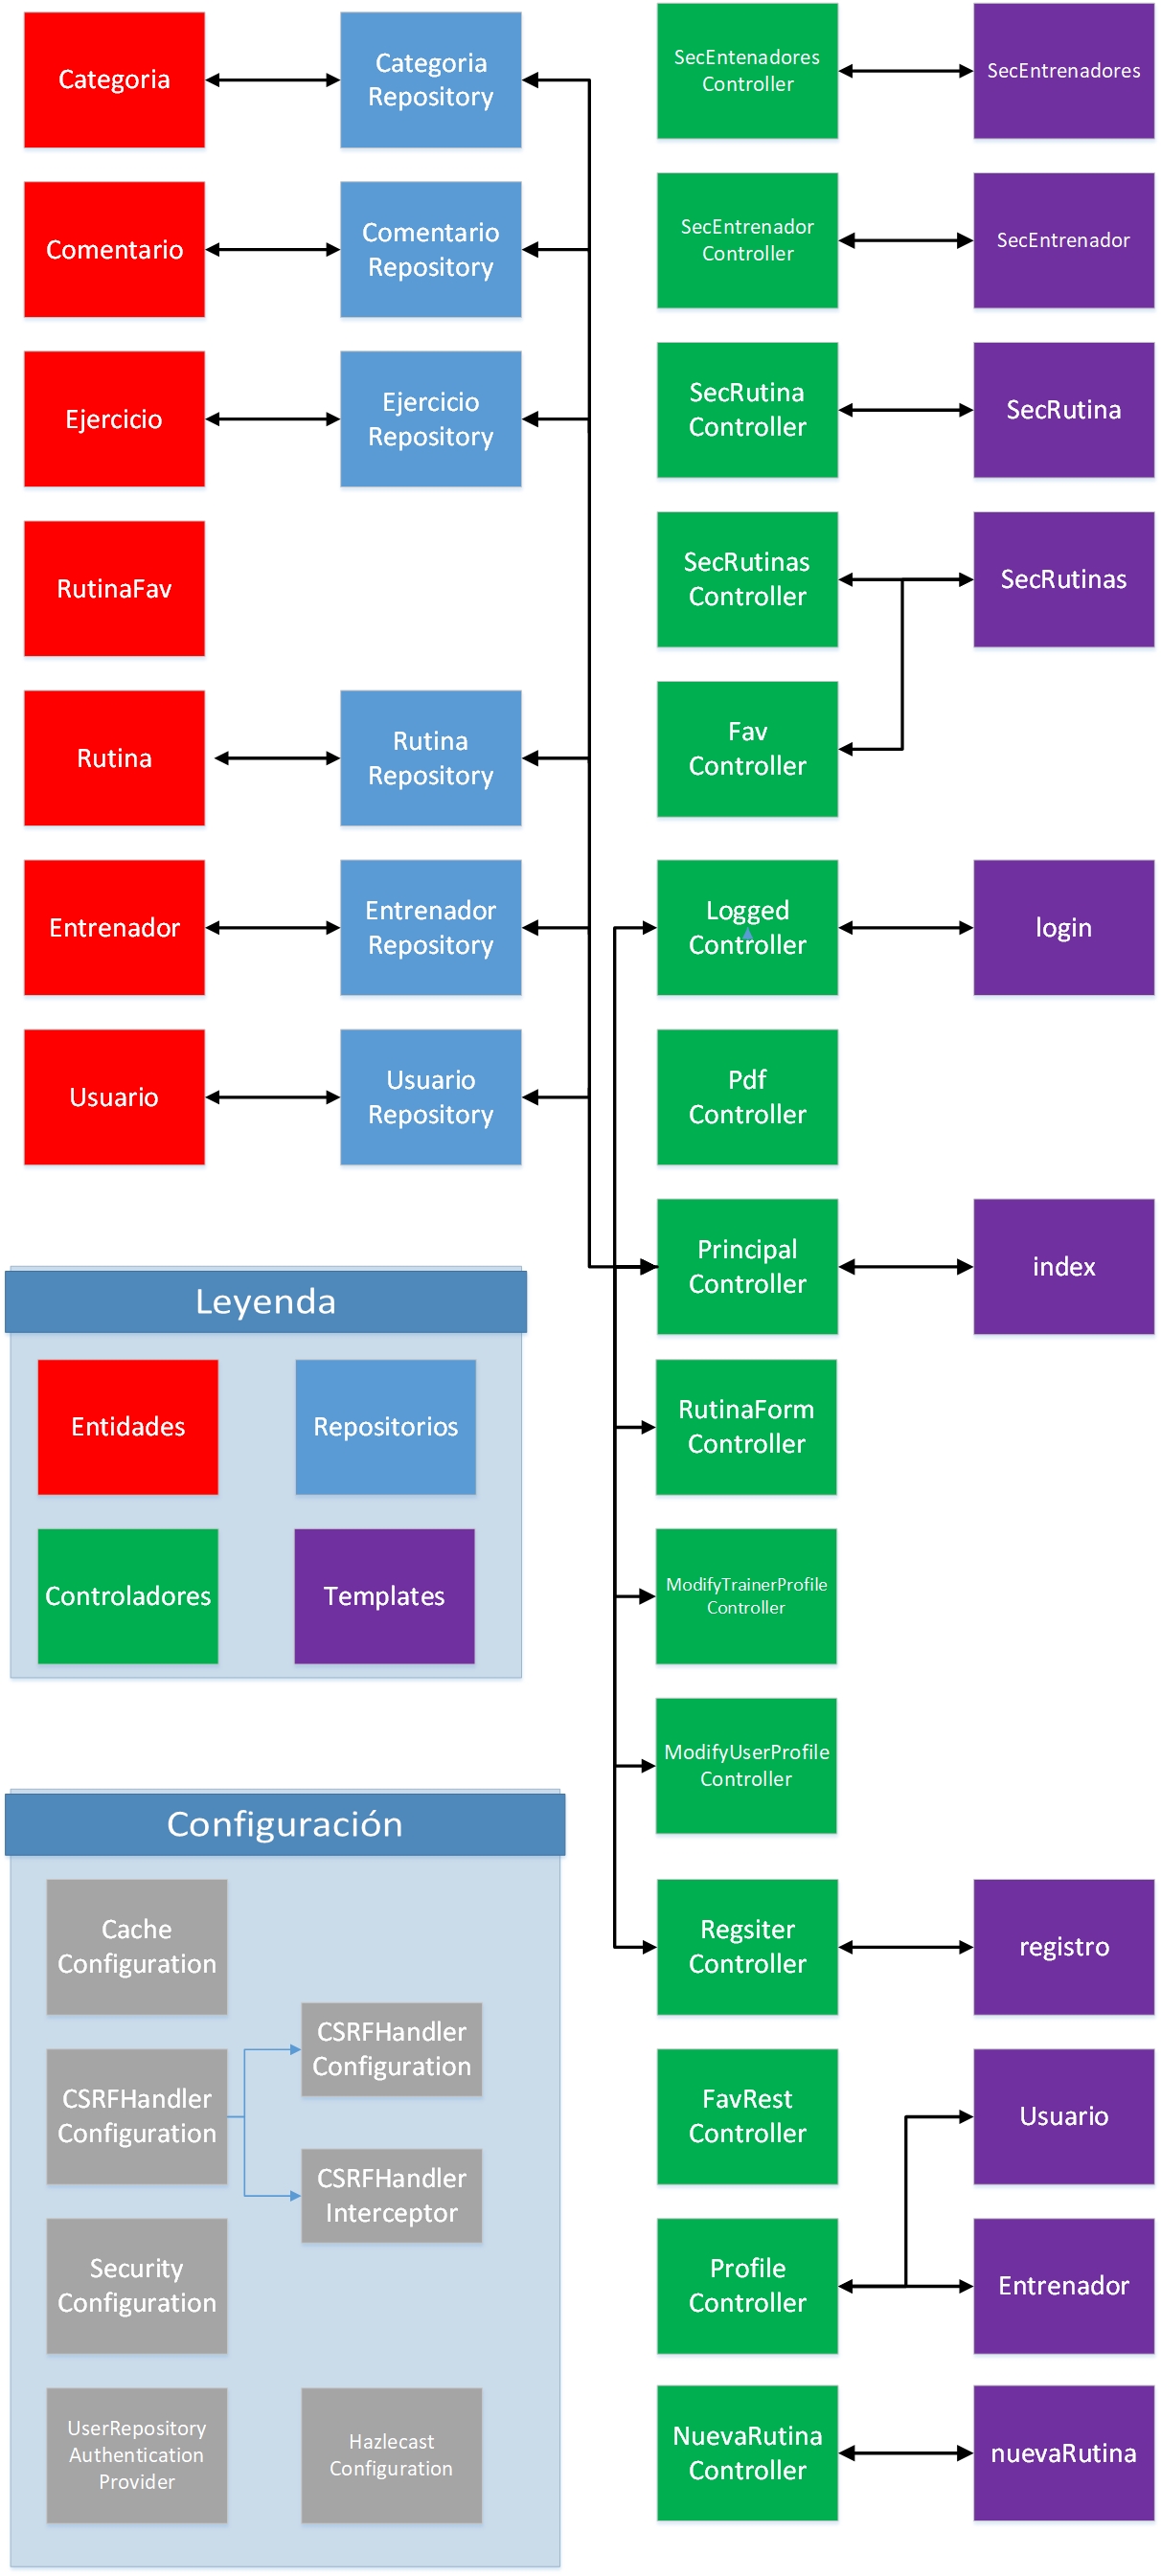 Categoria
Categoria
Repository
Comentario
Comentario
Repository
Ejercicio
Ejercicio
Repository
RutinaFav
Rutina
Rutina
Repository
Entrenador
Entrenador
Repository
Usuario
Usuario
Repository
Leyenda
Entidades
Repositorios
Controladores
Templates
Configuración
Cache
Configuration
CSRFHandler
Configuration
CSRFHandler
Configuration
CSRFHandler
Interceptor
Security
Configuration
UserRepository
Authentication
Provider
Hazlecast
Configuration
SecEntenadores
Controller
SecEntrenadores
SecEntrenador
Controller
SecEntrenador
SecRutina
Controller
SecRutina
SecRutinas
Controller
SecRutinas
Fav
Controller
Logged
Controller
login
Pdf
Controller
Principal
Controller
index
RutinaForm
Controller
ModifyTrainerProfile
Controller
ModifyUserProfile
Controller
Regsiter
Controller
registro
FavRest
Controller
Usuario
Profile
Controller
Entrenador
NuevaRutina
Controller
nuevaRutina